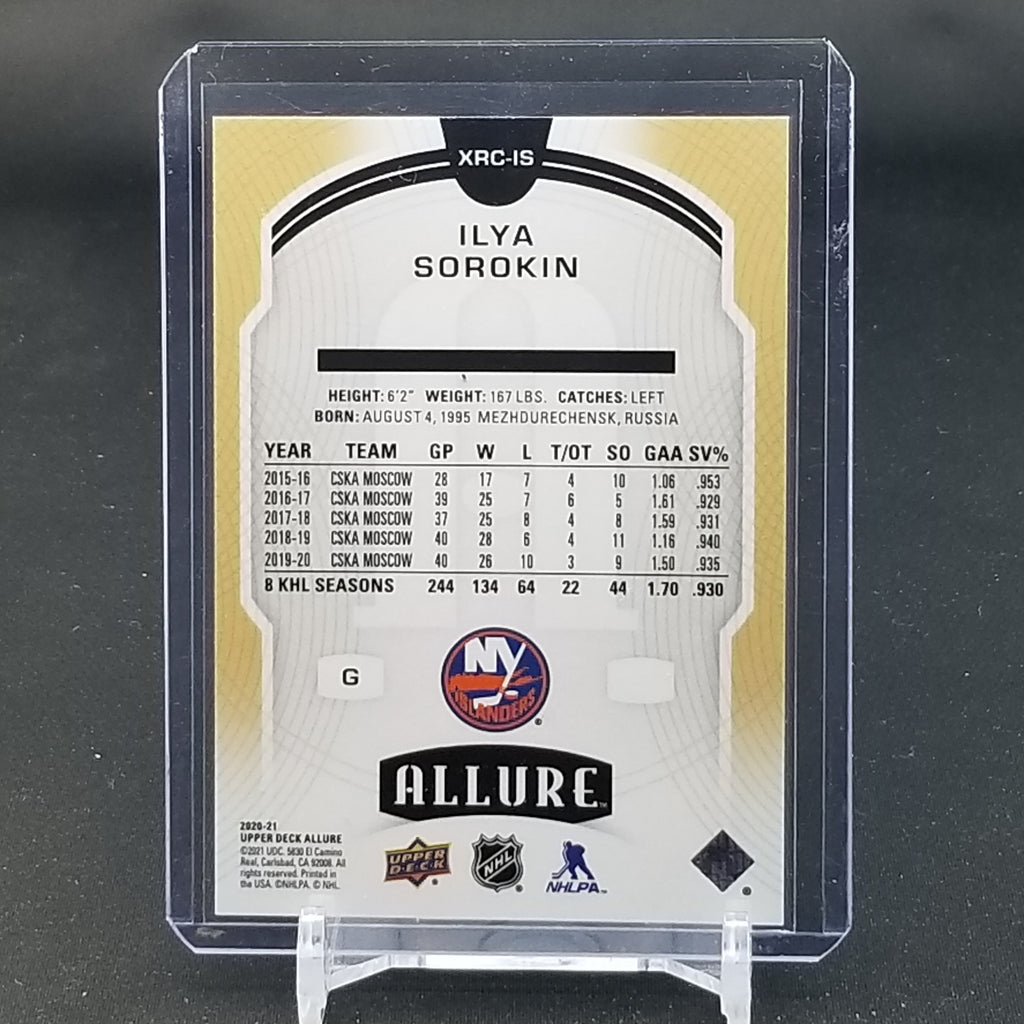 XRC-IS
ILYA
SOROKIN
HEIGHT: 6'2" WEIGHT: 167 LBS. CATCHES: LEFT
BORN: AUGUST 4, 1995 MEZHDURECHENSK, RUSSIA
YEAR TEAM GP W L T/OT SO GAA SV%
2015-16 CSKA MOSCOW 28 17 7 4 10 1.06 .953
2016-17 CSKA MOSCOW 39 25 7 6 5 1.61 .929
2017-18 CSKA MOSCOW 37 25 8 4 8 1.59 .931
2018-19 CSKA MOSCOW 40 28 6 4 11 1.16 .940
2019-20 CSKA MOSCOW 40 26 10 3 9 1.50 .935
8 KHL SEASONS 244 134 64 22 44 1.70 .930
NY
ISLANDERS
®
G
ALLURE™
2020-21
UPPER DECK ALLURE
©2021 UDC. 5830 El Camino
Real, Carlsbad, CA 92008. All
rights reserved. Printed in
the USA. ©NHLPA. © NHL.
UPPER
DECK ®
NHL ®
NHLPA™
®